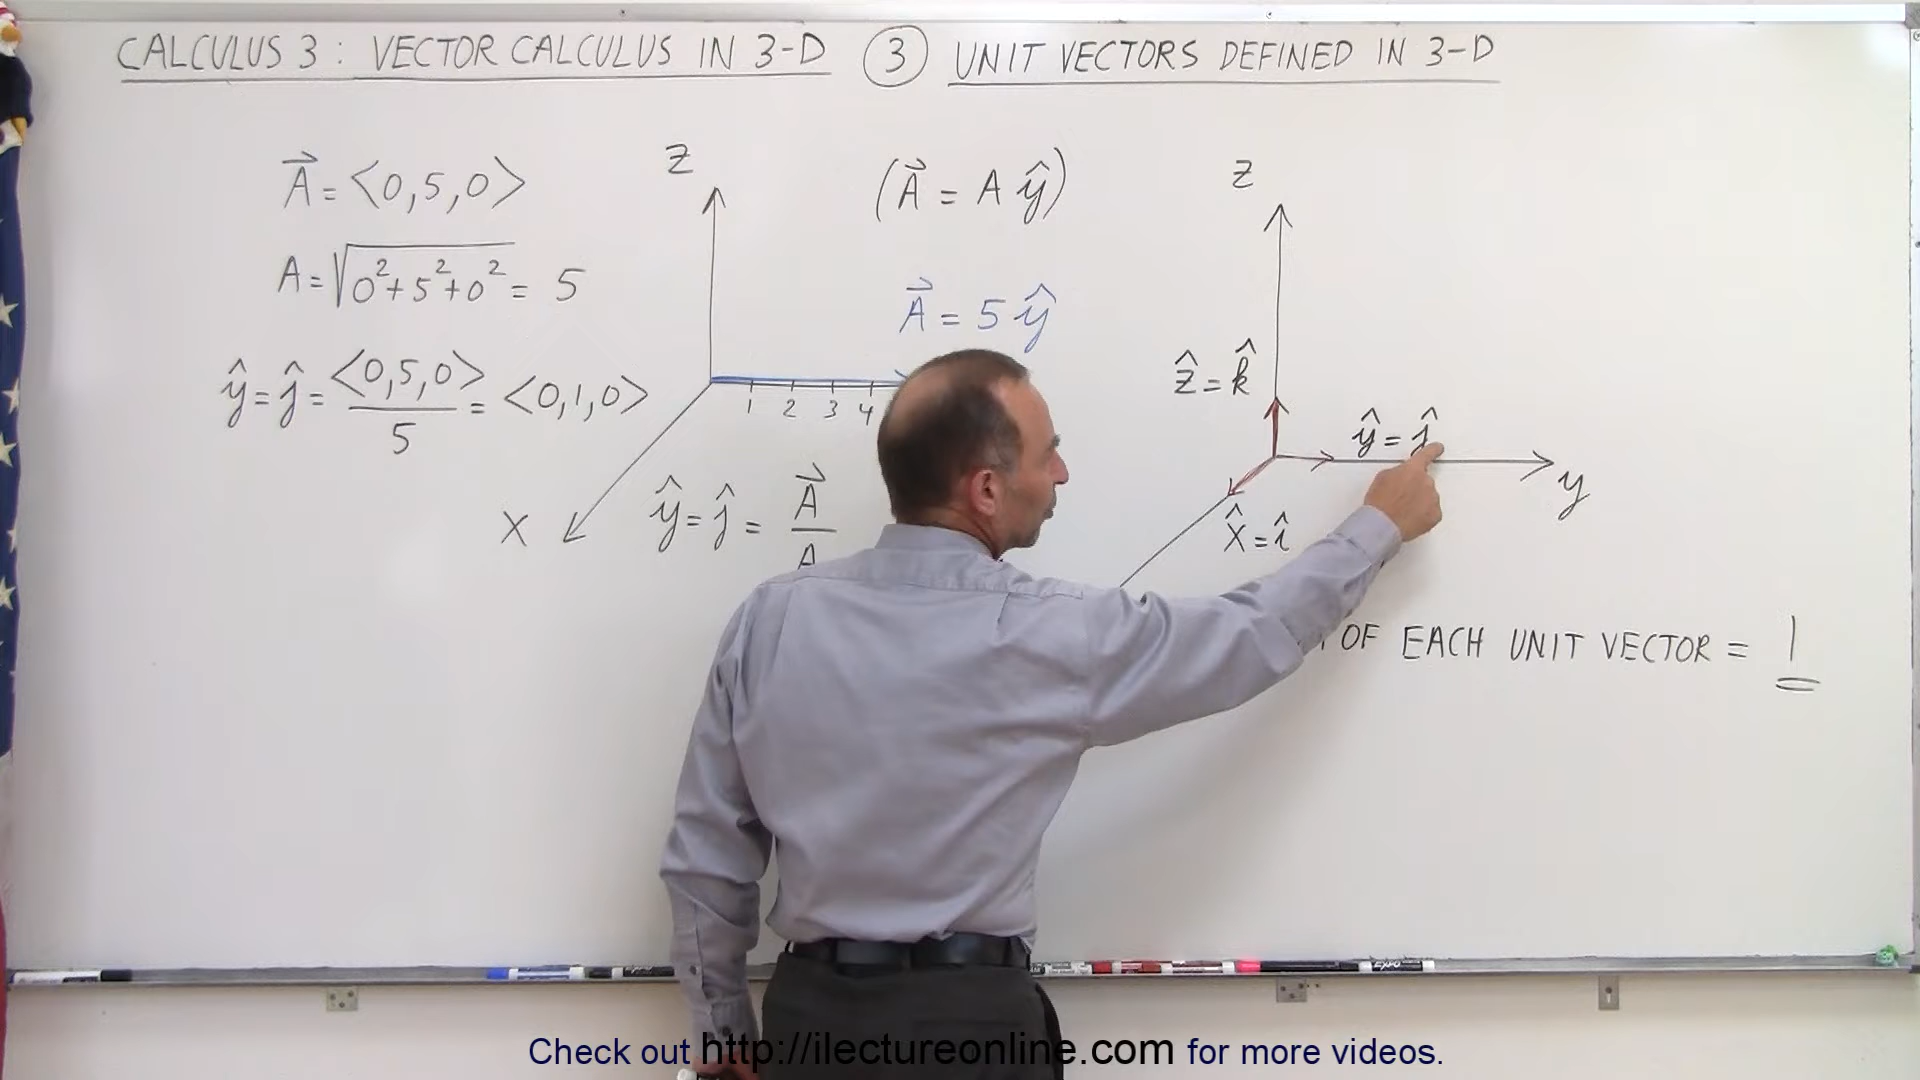 CALCULUS 3: VECTOR CALCULUS IN 3-D ③ UNIT VECTORS DEFINED IN 3-D
A⃗ = <0,5,0>
A = √(0²+5²+0²) = 5
ŷ = ĵ = <0,5,0>/5 = <0,1,0>
Z
1 2 3 4
X
ŷ = ĵ = A⃗/A
(A⃗ = A ŷ)
A⃗ = 5 ŷ
Z
ẑ = k̂
ŷ = ĵ
y
x̂ = î
OF EACH UNIT VECTOR = 1
EXPO
Check out http://ilectureonline.com for more videos.